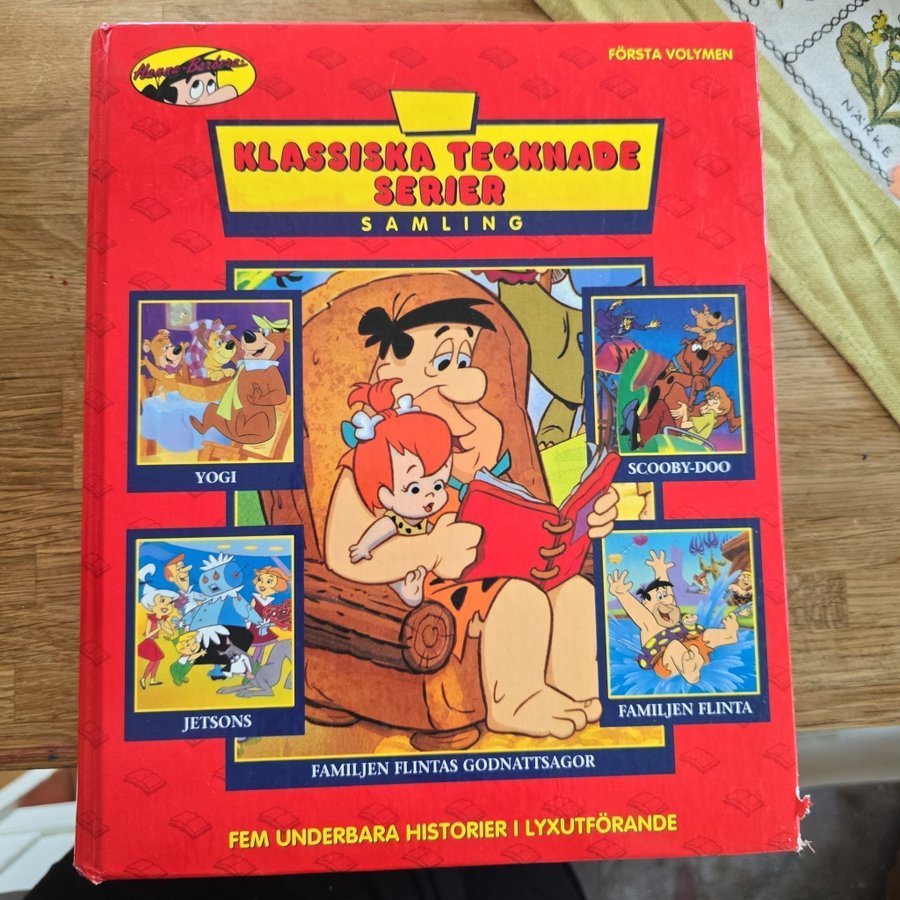 Hanna-Barbera's
FÖRSTA VOLYMEN
KLASSISKA TECKNADE
SERIER
SAMLING
YOGI
SCOOBY-DOO
JETSONS
FAMILJEN FLINTA
FAMILJEN FLINTAS GODNATTSAGOR
FEM UNDERBARA HISTORIER I LYXUTFÖRANDE
NÄRKE